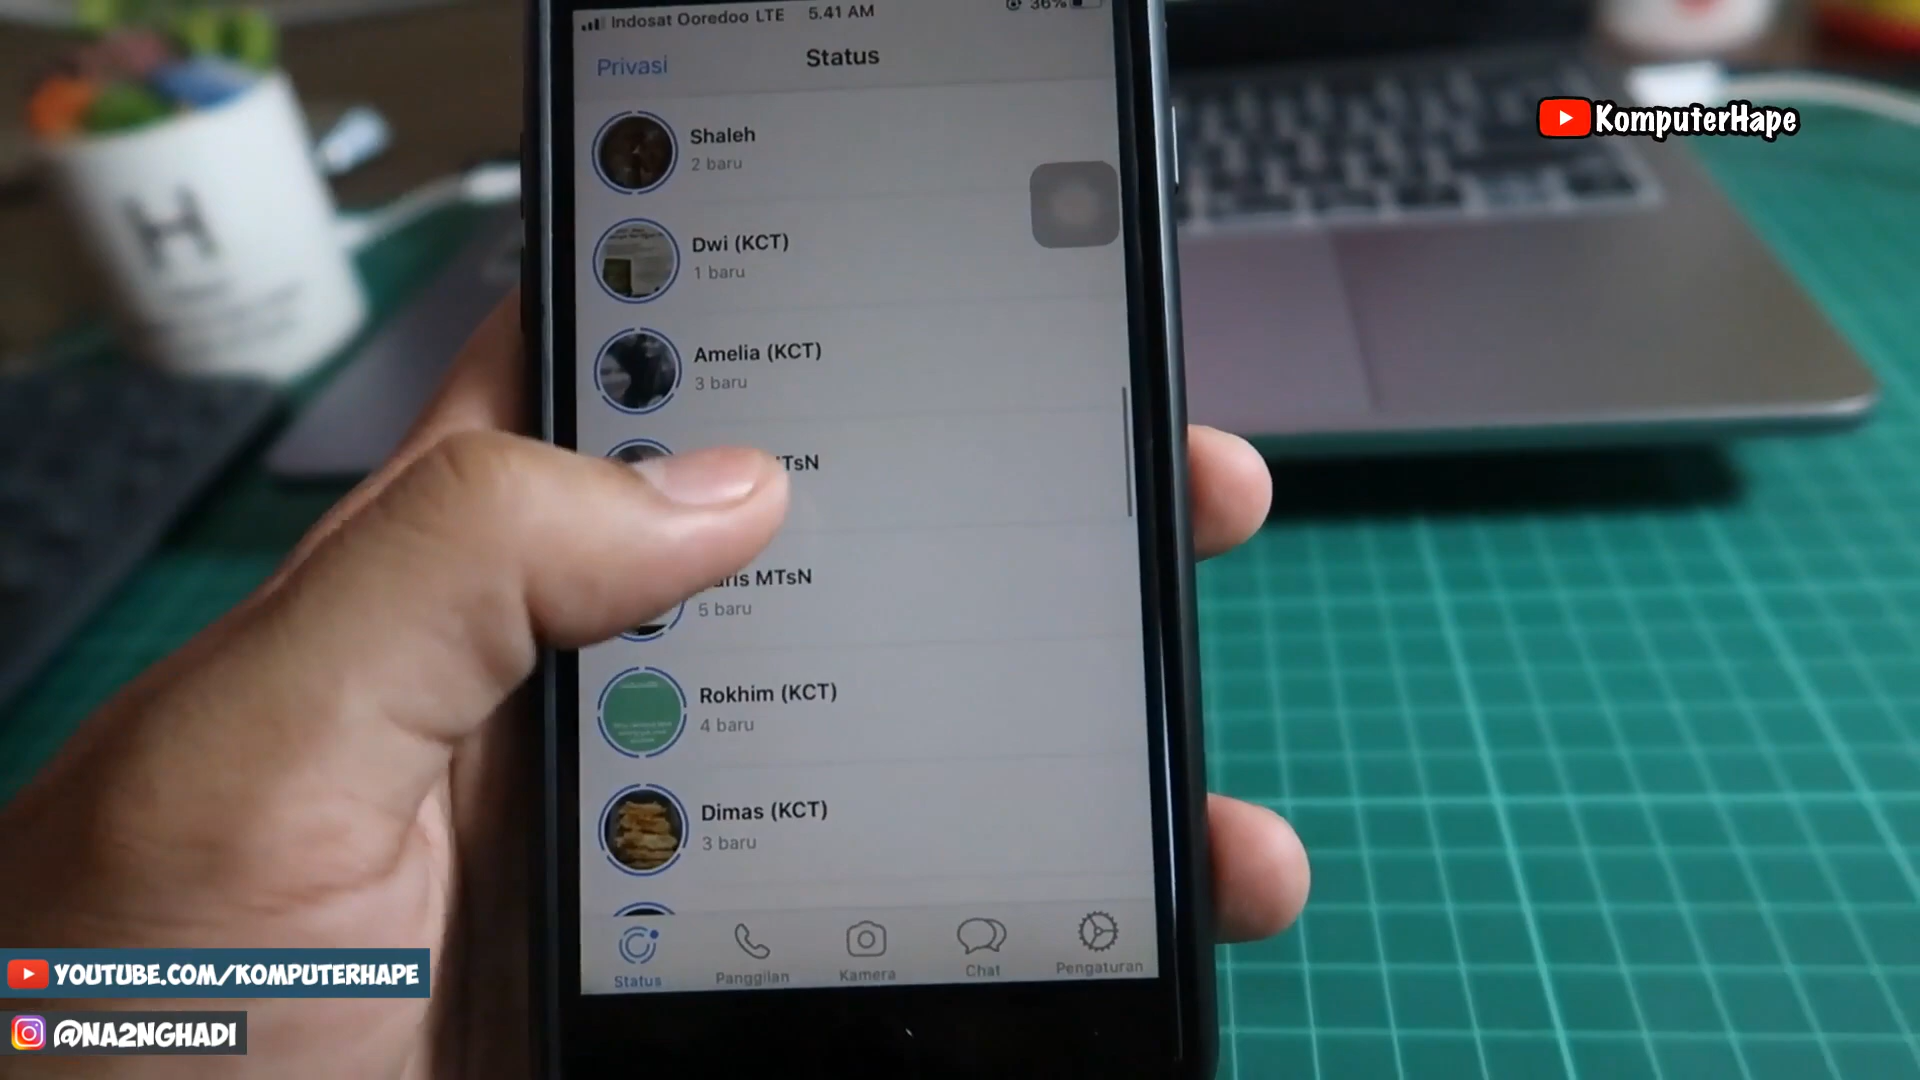 Indosat Ooredoo LTE 5.41 AM 36%
Privasi
Status
KomputerHape
Shaleh
2 baru
Dwi (KCT)
1 baru
Amelia (KCT)
3 baru
MTsN
MTsN
5 baru
Rokhim (KCT)
4 baru
Dimas (KCT)
3 baru
Status
Panggilan
Kamera
Chat
Pengaturan
H
YOUTUBE.COM/KOMPUTERHAPE
@NA2NGHADI